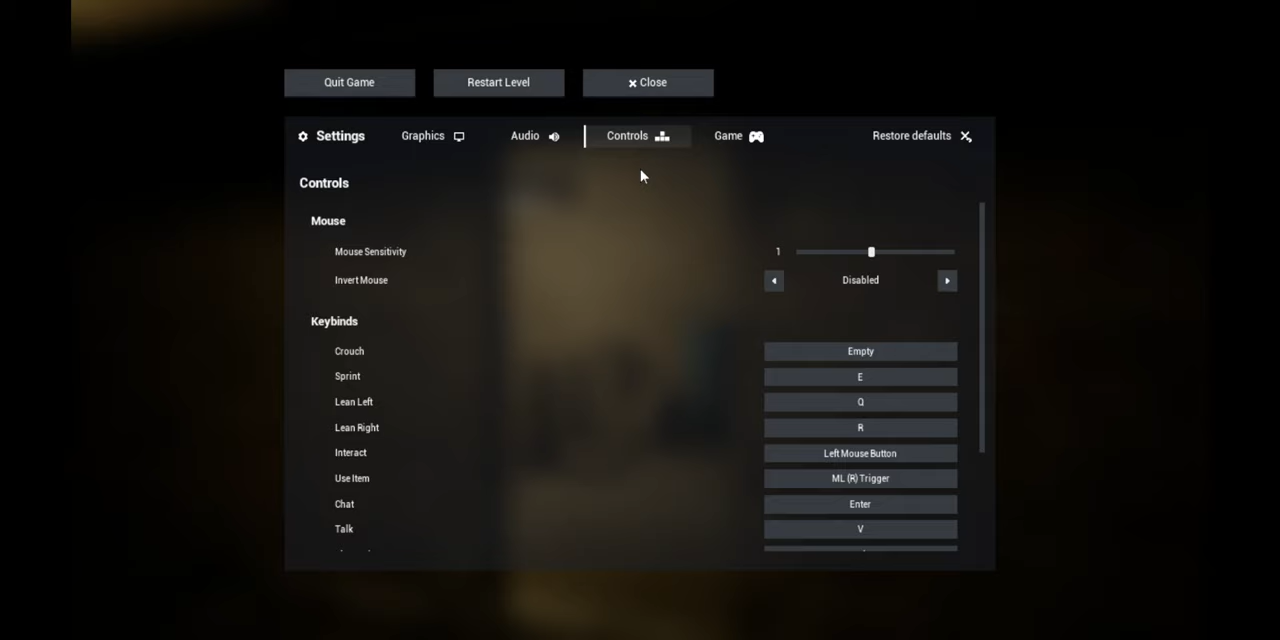 Quit Game Restart Level Close
Settings Graphics Audio Controls Game Restore defaults
Controls
Mouse
Mouse Sensitivity 1
Invert Mouse Disabled
Keybinds
Crouch Empty
Sprint E
Lean Left Q
Lean Right R
Interact Left Mouse Button
Use Item ML (R) Trigger
Chat Enter
Talk V